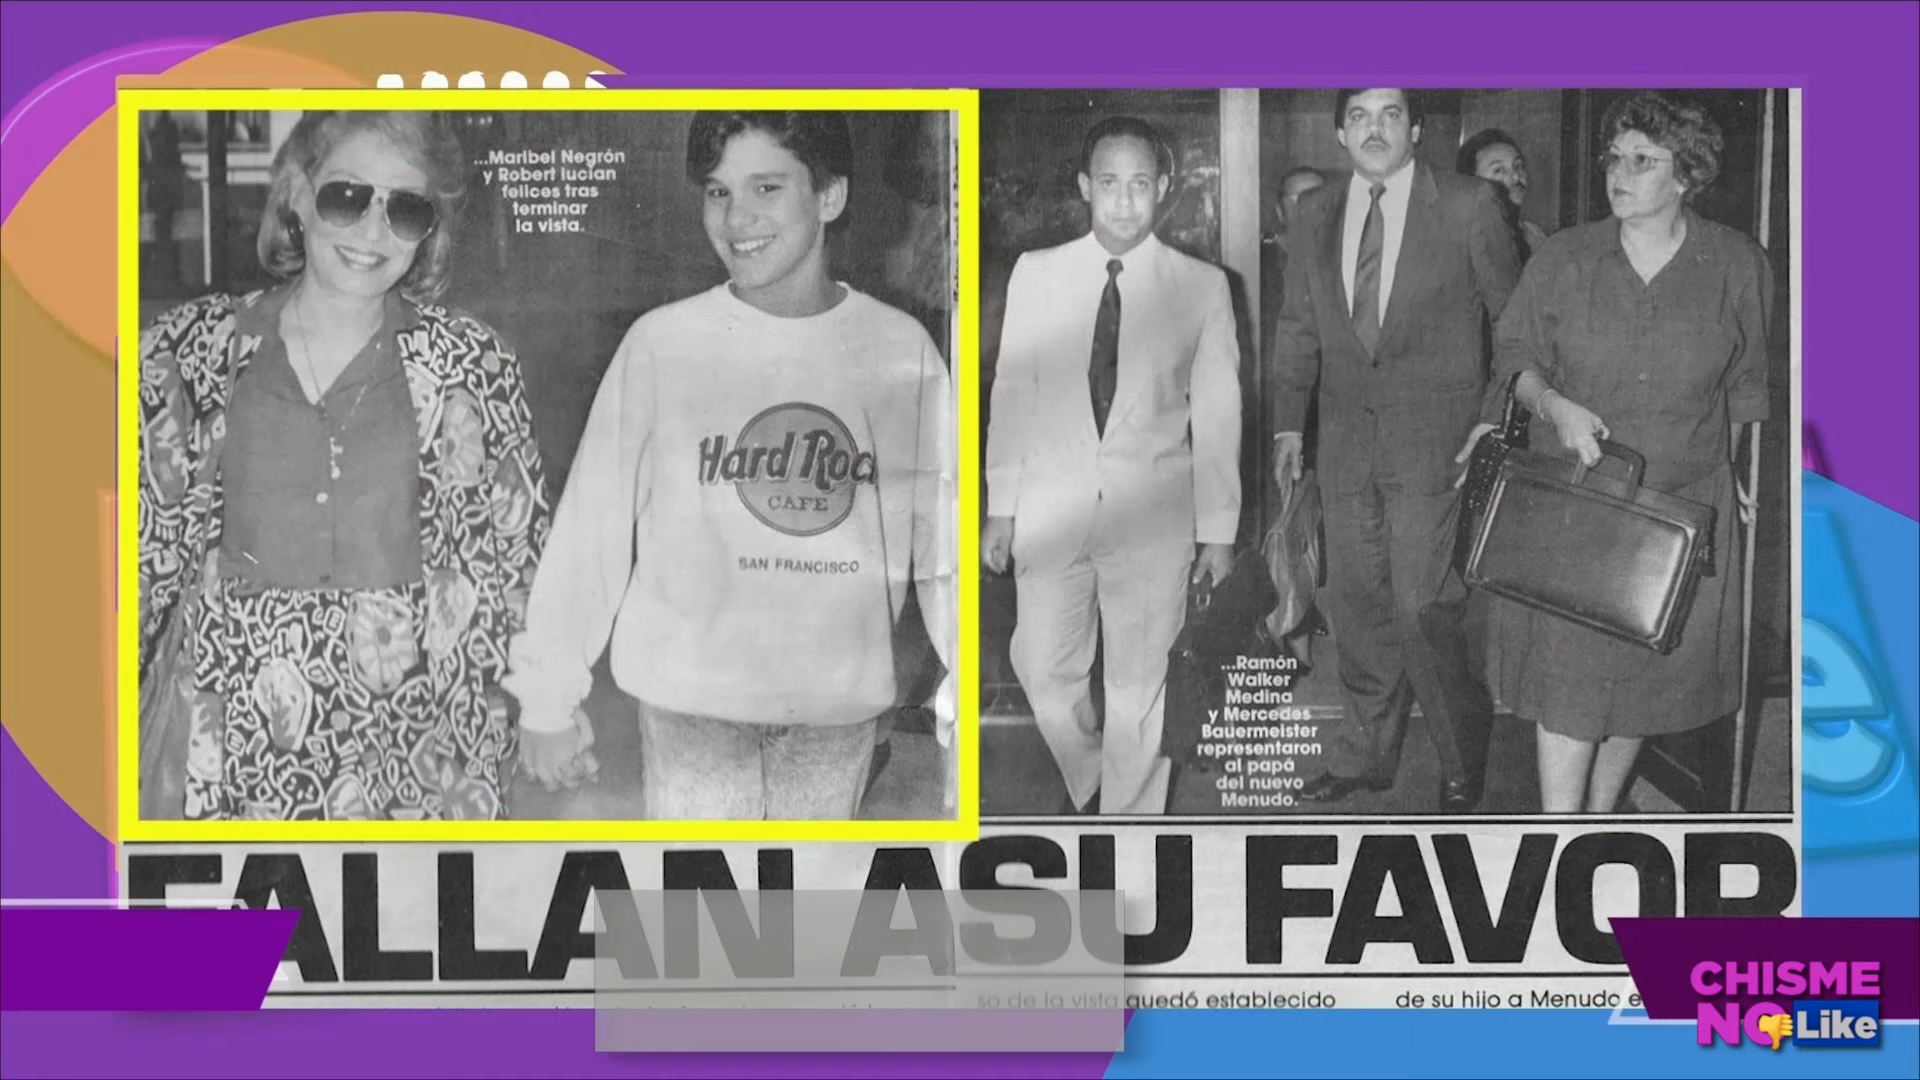 ...Maribel Negrón
y Robert lucían
felices tras
terminar
la vista.
Hard Roc
CAFE
SAN FRANCISCO
...Ramón
Walker
Medina
y Mercedes
Bauermeister
representaron
al papá
del nuevo
Menudo.
FALLAN A SU FAVOR
so de la vista quedó establecido
de su hijo a Menudo e
CHISME
NO Like